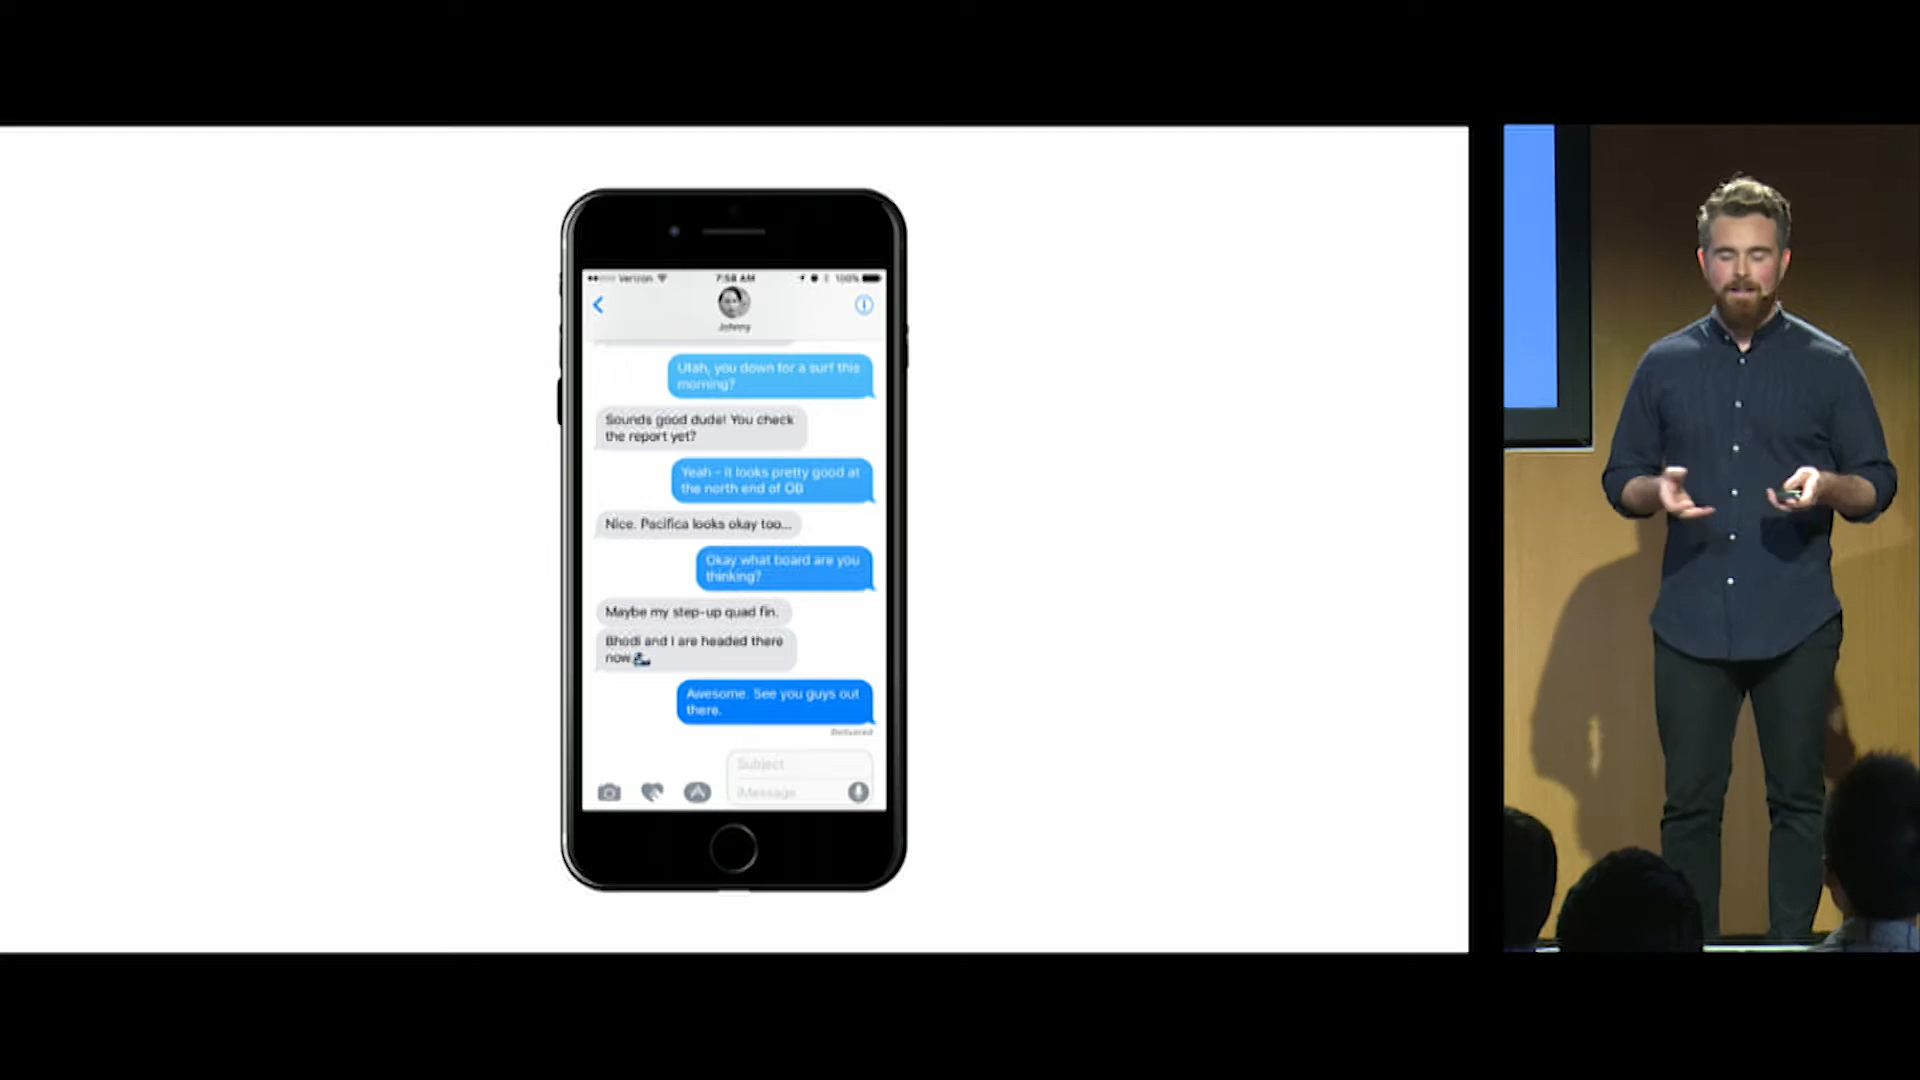 Verizon 7:58 AM 100%
Johnny
Utah, you down for a surf this
morning?
Sounds good dude! You check
the report yet?
Yeah - it looks pretty good at
the north end of OB
Nice. Pacifica looks okay too...
Okay what board are you
thinking?
Maybe my step-up quad fin.
Bhodi and I are headed there
now🌊
Awesome. See you guys out
there.
Delivered
Subject
iMessage